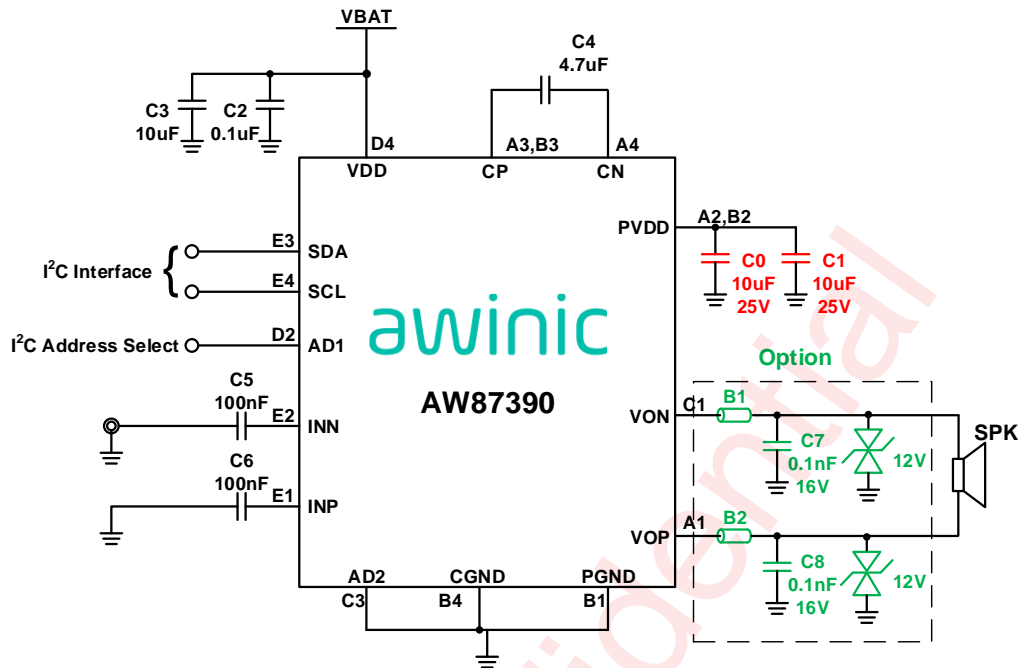 VBAT
C4
4.7uF
C3
10uF
C2
0.1uF
D4
A3,B3
A4
VDD
CP
CN
PVDD
A2,B2
C0
10uF
25V
C1
10uF
25V
I²C Interface
E3
SDA
E4
SCL
I²C Address Select
D2
AD1
awinic
AW87390
Option
C5
100nF
E2
INN
C6
100nF
E1
INP
VON
C1
B1
C7
0.1nF
16V
12V
SPK
VOP
A1
B2
C8
0.1nF
16V
12V
AD2
CGND
PGND
C3
B4
B1
fidential